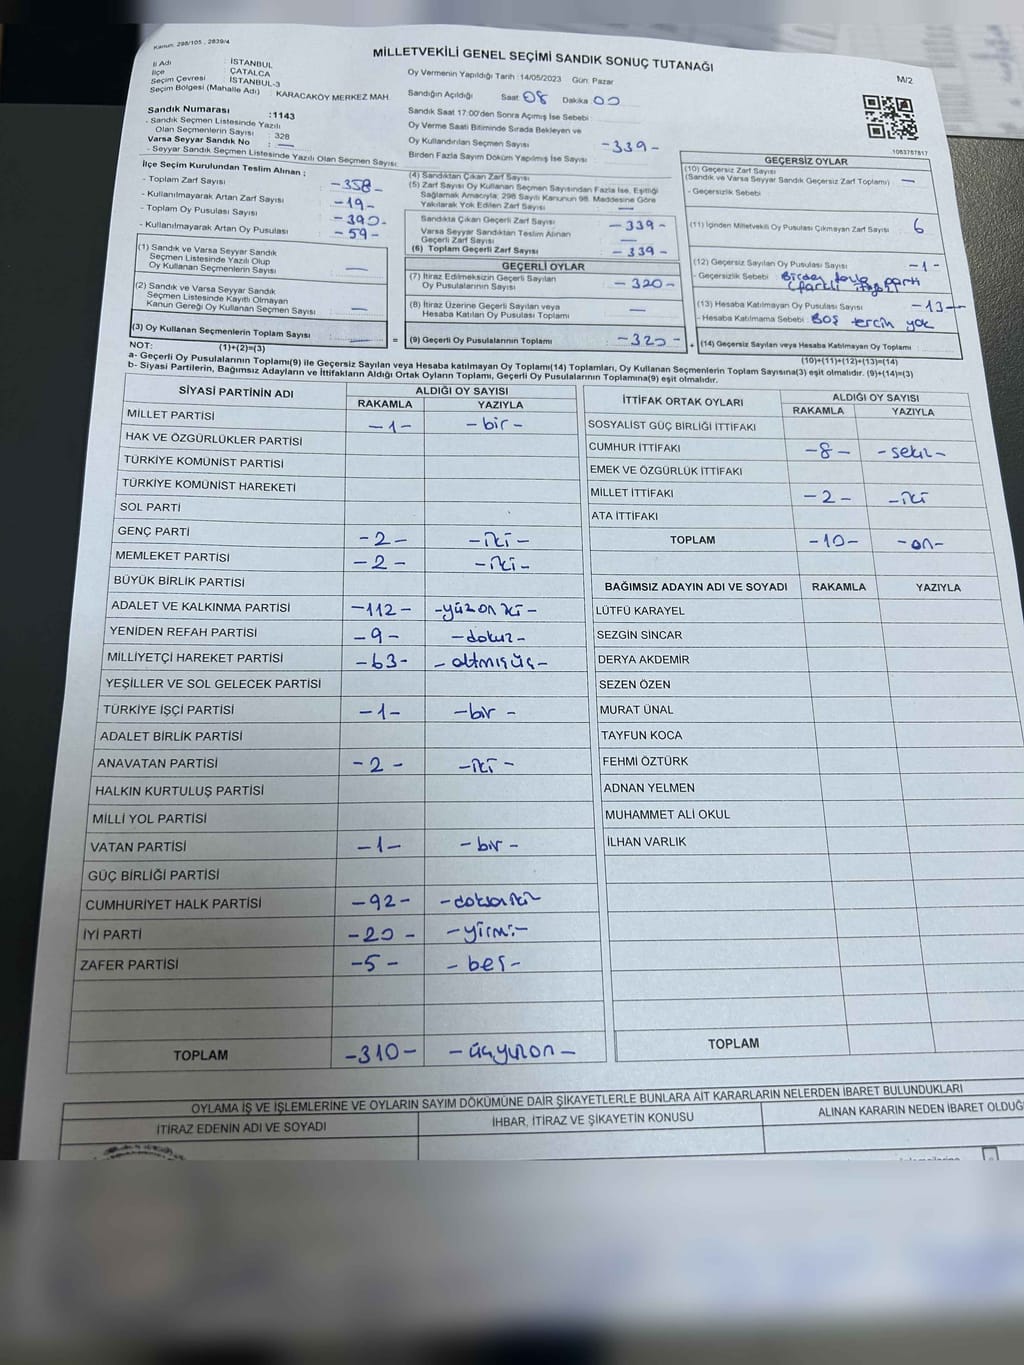 Kanun: 298/105 , 2839/4
MİLLETVEKİLİ GENEL SEÇİMİ SANDIK SONUÇ TUTANAĞI
M/2
İl Adı : İSTANBUL
İlçe : ÇATALCA
Seçim Çevresi : İSTANBUL-3
Seçim Bölgesi (Mahalle Adı) : KARACAKÖY MERKEZ MAH.
Sandık Numarası :1143
- Sandık Seçmen Listesinde Yazılı
Olan Seçmenlerin Sayısı : 328
Varsa Seyyar Sandık No : —
- Seyyar Sandık Seçmen Listesinde Yazılı Olan Seçmen Sayısı
İlçe Seçim Kurulundan Teslim Alınan ;
- Toplam Zarf Sayısı -358-
- Kullanılmayarak Artan Zarf Sayısı -19-
- Toplam Oy Pusulası Sayısı -390-
- Kullanılmayarak Artan Oy Pusulası -59-
(1) Sandık ve Varsa Seyyar Sandık
Seçmen Listesinde Yazılı Olup
Oy Kullanan Seçmenlerin Sayısı —
(2) Sandık ve Varsa Seyyar Sandık
Seçmen Listesinde Kayıtlı Olmayan
Kanun Gereği Oy Kullanan Seçmenlerin Sayısı —
(3) Oy Kullanan Seçmenlerin Toplam Sayısı —
Oy Vermenin Yapıldığı Tarih :14/05/2023 Gün: Pazar
Sandığın Açıldığı Saat 08 Dakika 00
Sandık Saat 17:00'den Sonra Açılmış İse Sebebi
Oy Verme Saati Bitiminde Sırada Bekleyen ve
Oy Kullandırılan Seçmen Sayısı -339-
Birden Fazla Sayım Döküm Yapılmış İse Sayısı
(4) Sandıktan Çıkan Zarf Sayısı
(5) Zarf Sayısı Oy Kullanan Seçmen Sayısından Fazla İse, Eşitliği
Sağlamak Amacıyla; 298 Sayılı Kanunun 98. Maddesine Göre
Yakılarak Yok Edilen Zarf Sayısı —
Sandıkta Çıkan Geçerli Zarf Sayısı -339-
Varsa Seyyar Sandıktan Teslim Alınan
Geçerli Zarf Sayısı —
(6) Toplam Geçerli Zarf Sayısı -339-
GEÇERLİ OYLAR
(7) İtiraz Edilmeksizin Geçerli Sayılan
Oy Pusulalarının Sayısı -320-
(8) İtiraz Üzerine Geçerli Sayılan veya
Hesaba Katılan Oy Pusulası Toplamı —
= (9) Geçerli Oy Pusulalarının Toplamı -320-
1063757817
GEÇERSİZ OYLAR
(10) Geçersiz Zarf Sayısı
(Sandık ve Varsa Seyyar Sandık Geçersiz Zarf Toplamı) —
- Geçersizlik Sebebi
(11) İçinden Milletvekili Oy Pusulası Çıkmayan Zarf Sayısı 6
(12) Geçersiz Sayılan Oy Pusulası Sayısı -1-
- Geçersizlik Sebebi Birden fazla parti
(13) Hesaba Katılmayan Oy Pusulası Sayısı -13-
- Hesaba Katılmama Sebebi : Boş tercih yok
+ (14) Geçersiz Sayılan veya Hesaba Katılmayan Oy Toplamı
NOT: (1)+(2)=(3)
(10)+(11)+(12)+(13)=(14)
a- Geçerli Oy Pusulalarının Toplamı(9) ile Geçersiz Sayılan veya Hesaba katılmayan Oy Toplamı(14) Toplamları, Oy Kullanan Seçmenlerin Toplam Sayısına(3) eşit olmalıdır. (9)+(14)=(3)
b- Siyasi Partilerin, Bağımsız Adayların ve İttifakların Aldığı Ortak Oyların Toplamı, Geçerli Oy Pusulalarının Toplamına(9) eşit olmalıdır.
SİYASİ PARTİNİN ADI ALDIĞI OY SAYISI
RAKAMLA YAZIYLA
MİLLET PARTİSİ -1- -bir-
HAK VE ÖZGÜRLÜKLER PARTİSİ
TÜRKİYE KOMÜNİST PARTİSİ
TÜRKİYE KOMÜNİST HAREKETİ
SOL PARTİ
GENÇ PARTİ -2- -iki-
MEMLEKET PARTİSİ -2- -iki-
BÜYÜK BİRLİK PARTİSİ
ADALET VE KALKINMA PARTİSİ -112- -yüzoniki-
YENİDEN REFAH PARTİSİ -9- -dokuz-
MİLLİYETÇİ HAREKET PARTİSİ -63- -altmışüç-
YEŞİLLER VE SOL GELECEK PARTİSİ
TÜRKİYE İŞÇİ PARTİSİ -1- -bir-
ADALET BİRLİK PARTİSİ
ANAVATAN PARTİSİ -2- -iki-
HALKIN KURTULUŞ PARTİSİ
MİLLİ YOL PARTİSİ
VATAN PARTİSİ -1- -bir-
GÜÇ BİRLİĞİ PARTİSİ
CUMHURİYET HALK PARTİSİ -92- -doksaniki-
İYİ PARTİ -20- -yirmi-
ZAFER PARTİSİ -5- -beş-
TOPLAM -310- -üçyüzon-
İTTİFAK ORTAK OYLARI ALDIĞI OY SAYISI
RAKAMLA YAZIYLA
SOSYALİST GÜÇ BİRLİĞİ İTTİFAKI
CUMHUR İTTİFAKI -8- -sekiz-
EMEK VE ÖZGÜRLÜK İTTİFAKI
MİLLET İTTİFAKI -2- -iki
ATA İTTİFAKI
TOPLAM -10- -on-
BAĞIMSIZ ADAYIN ADI VE SOYADI RAKAMLA YAZIYLA
LÜTFÜ KARAYEL
SEZGİN SİNCAR
DERYA AKDEMİR
SEZEN ÖZEN
MURAT ÜNAL
TAYFUN KOCA
FEHMİ ÖZTÜRK
ADNAN YELMEN
MUHAMMET ALİ OKUL
İLHAN VARLIK
TOPLAM
OYLAMA İŞ VE İŞLEMLERİNE VE OYLARIN SAYIM DÖKÜMÜNE DAİR ŞİKAYETLERLE BUNLARA AİT KARARLARIN NELERDEN İBARET BULUNDUKLARI
İTİRAZ EDENİN ADI VE SOYADI İHBAR, İTİRAZ VE ŞİKAYETİN KONUSU ALINAN KARARIN NEDEN İBARET OLDUĞ